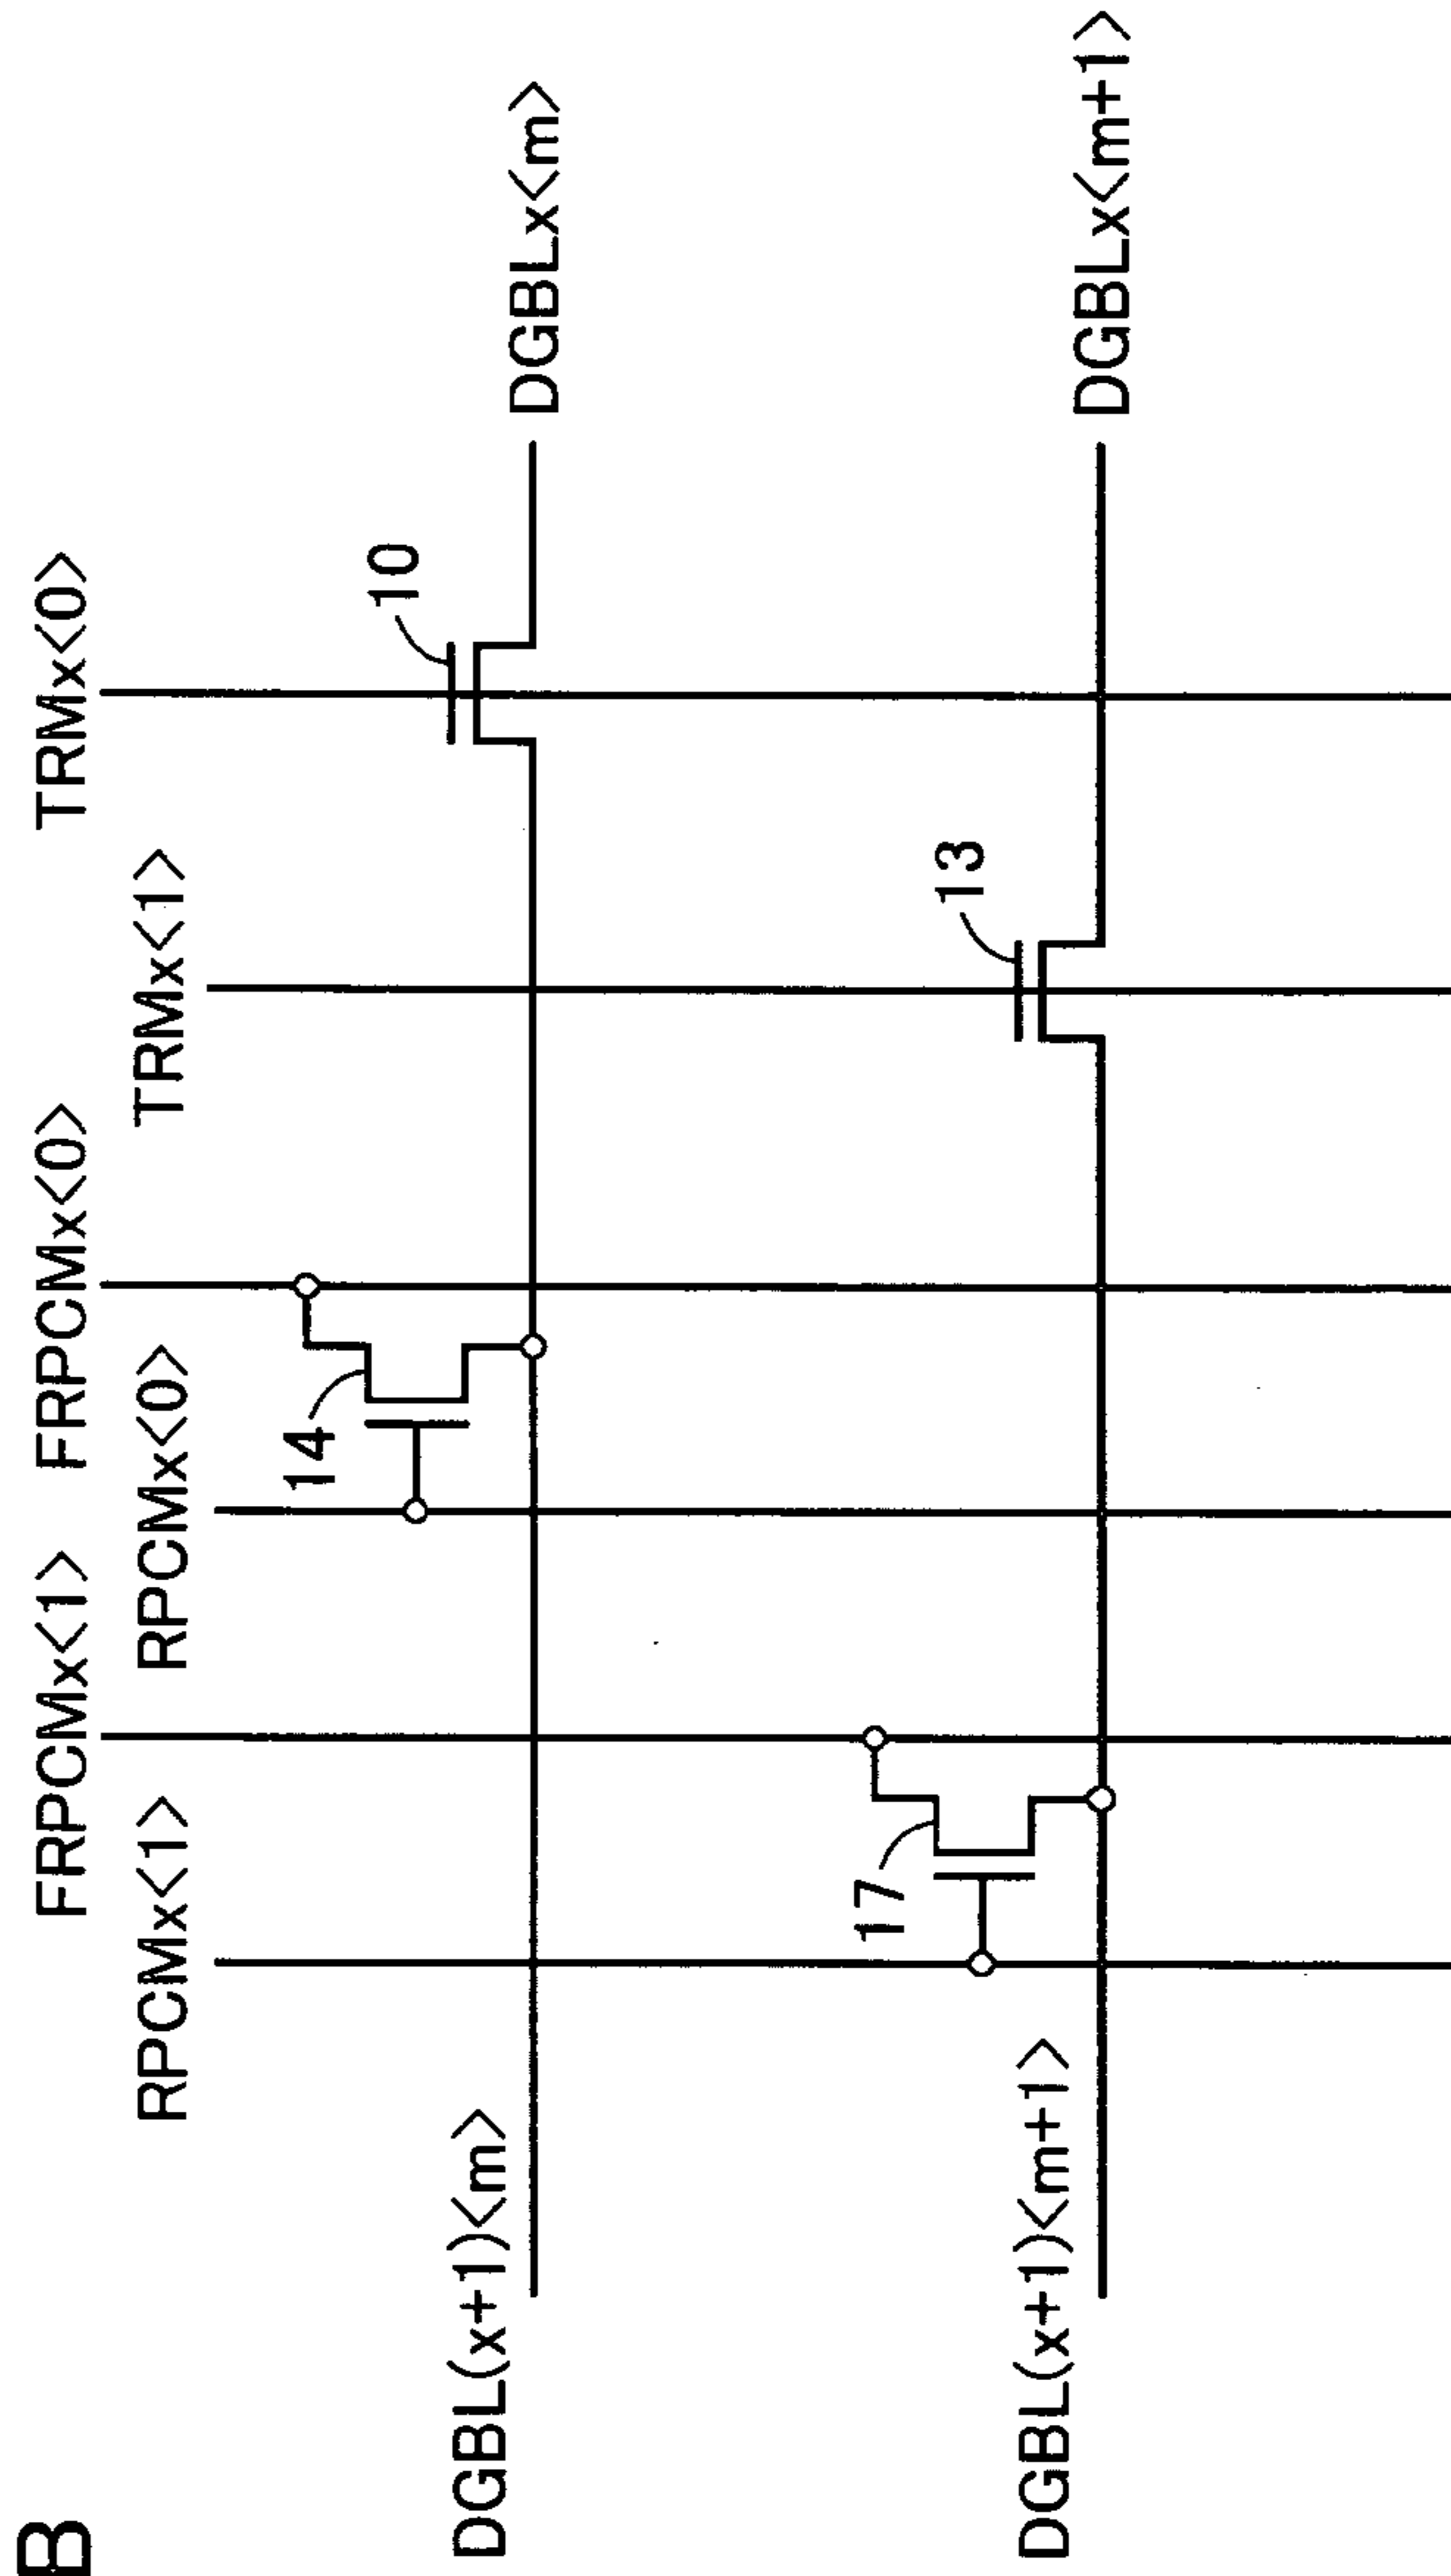 B
FRPCMx<1>
FRPCMx<0>
TRMx<0>
RPCMx<1>
RPCMx<0>
TRMx<1>
14
10
DGBL(x+1)<m>
DGBLx<m>
17
13
DGBL(x+1)<m+1>
DGBLx<m+1>